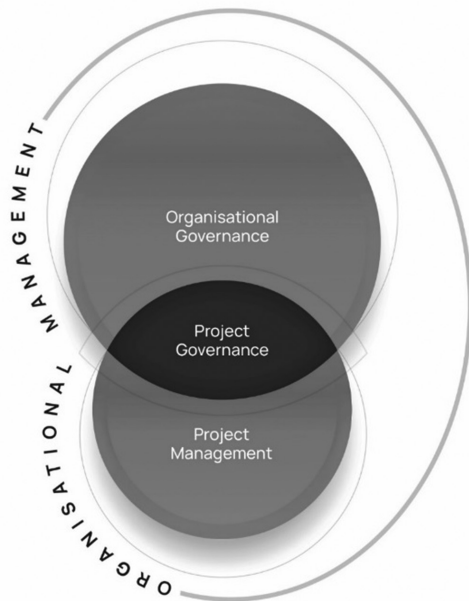 ORGANISATIONAL MANAGEMENT
Organisational
Governance
Project
Governance
Project
Management